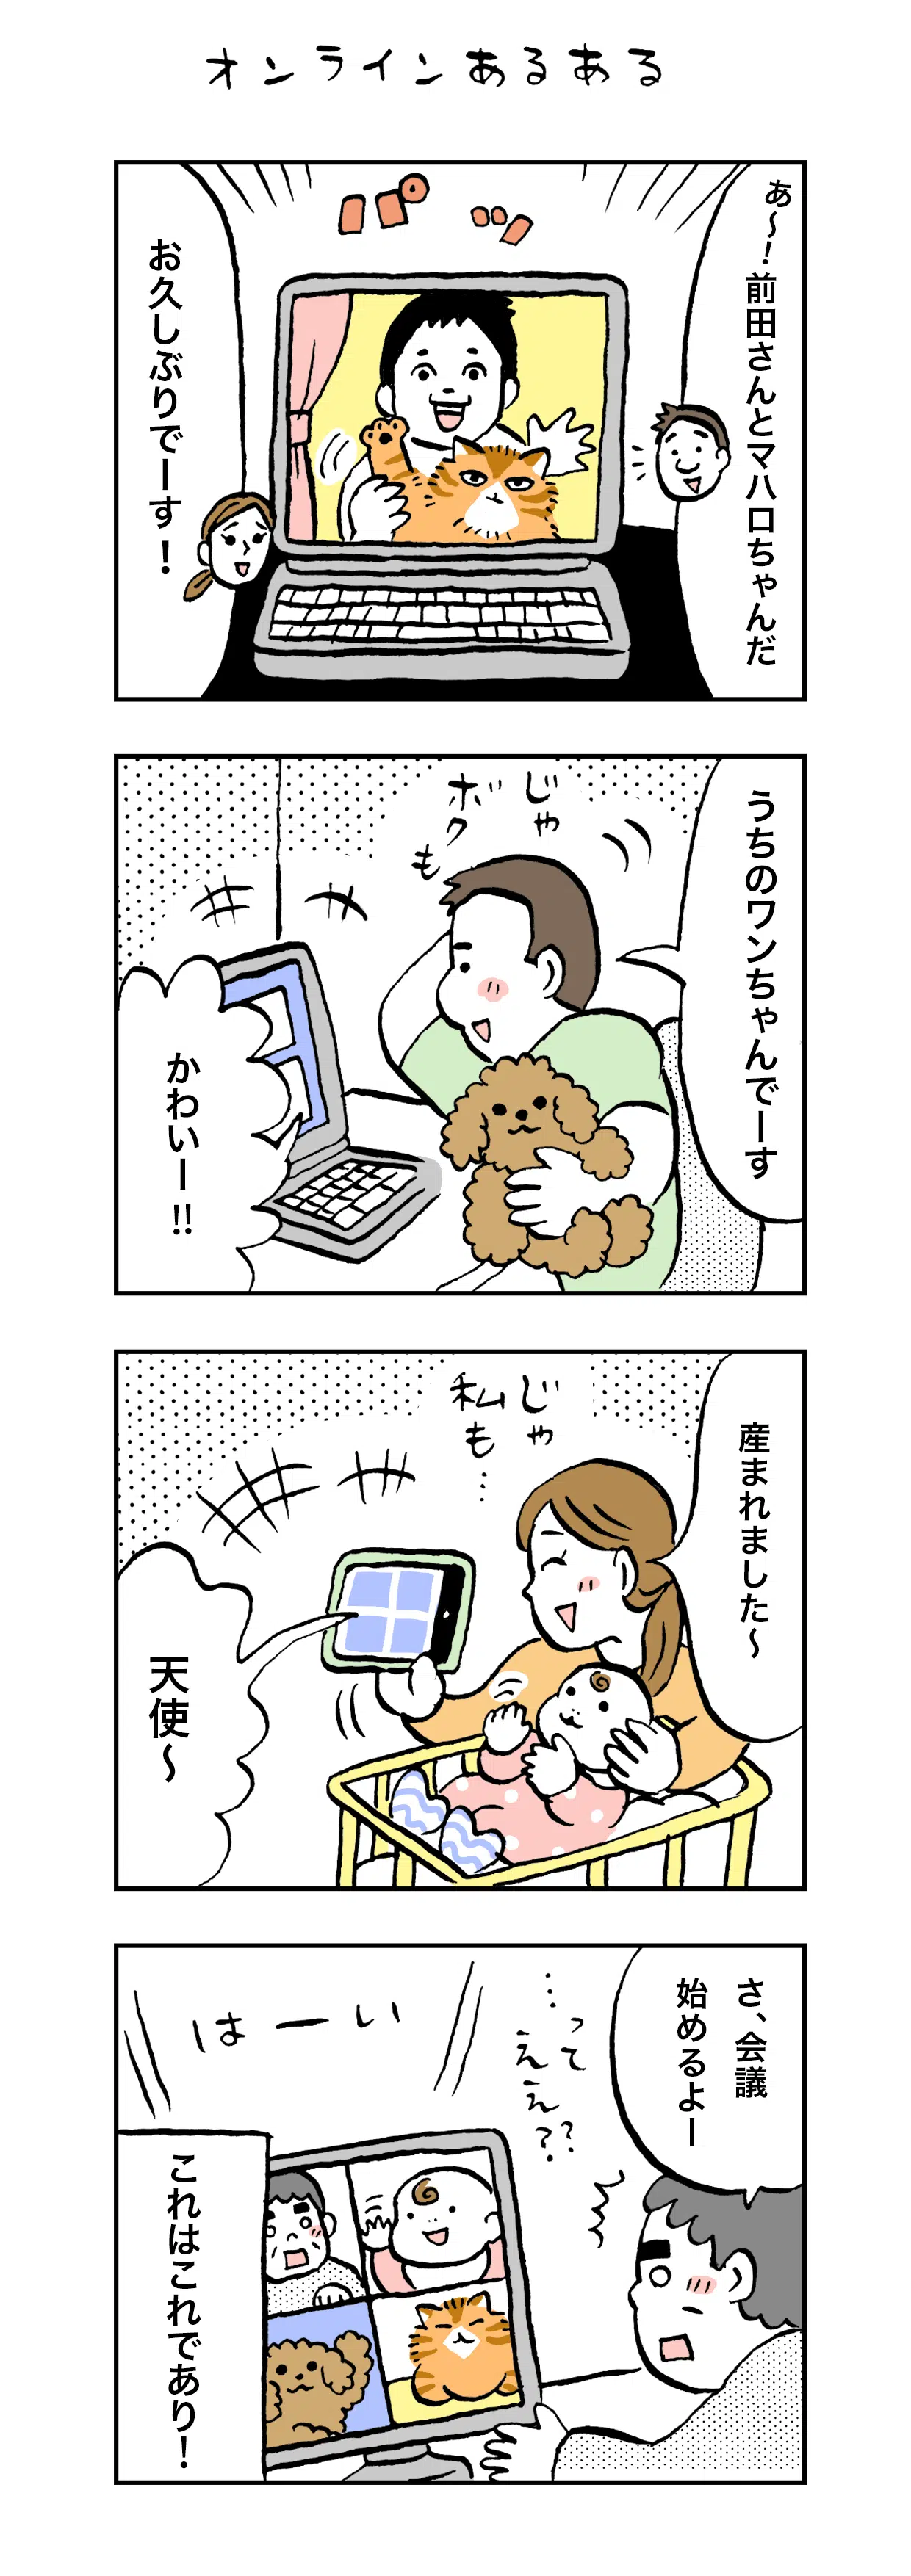 オンラインあるある
パッ
あ〜!前田さんとマハロちゃんだ
お久しぶりでーす!
うちのワンちゃんでーす
じゃ
ボク
も
かわいー!!
産まれました〜
じゃ
私も…
天使〜
さ、会議
始めるよー
…って
ええ??
はーい
これはこれであり!